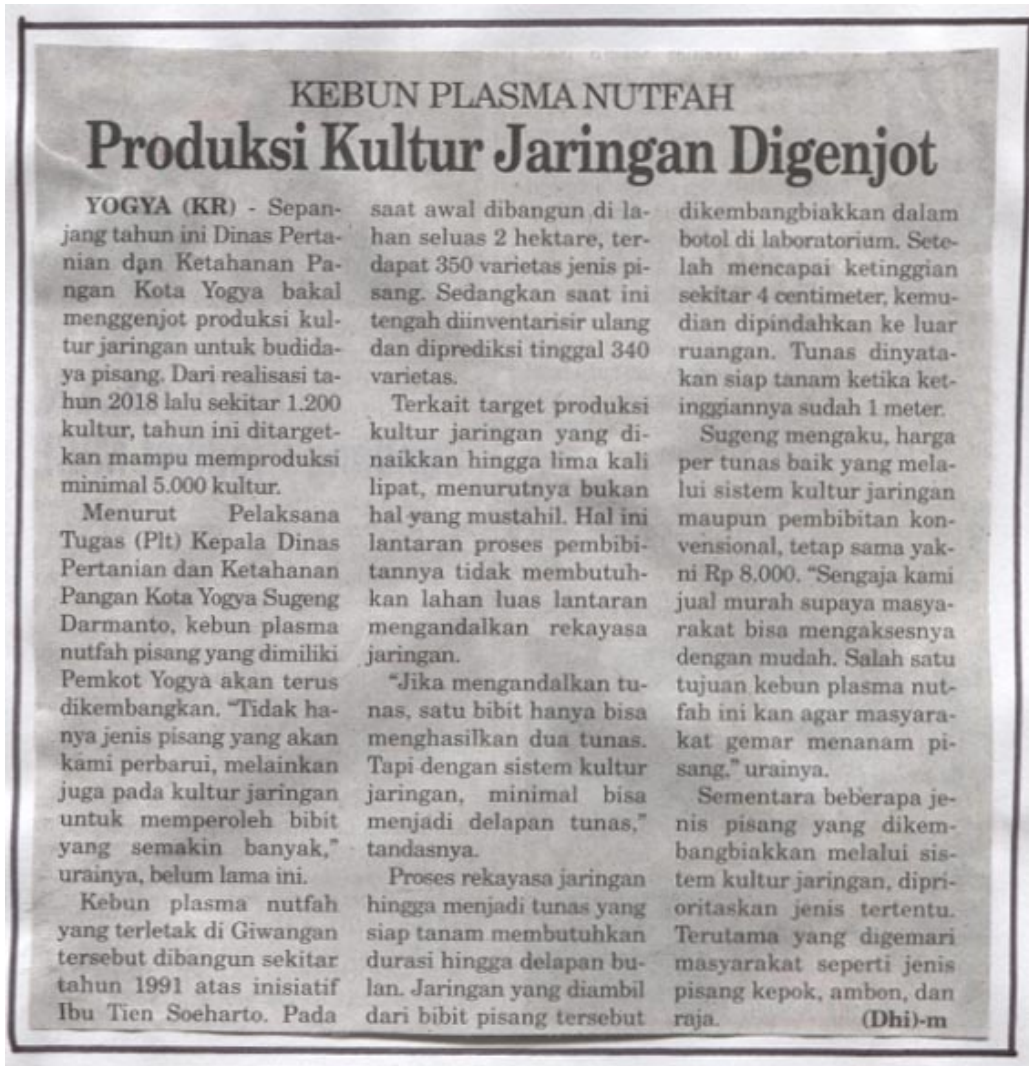 KEBUN PLASMA NUTFAH
Produksi Kultur Jaringan Digenjot
YOGYA (KR) - Sepan-
jang tahun ini Dinas Perta-
nian dan Ketahanan Pa-
ngan Kota Yogya bakal
menggenjot produksi kul-
tur jaringan untuk budida-
ya pisang. Dari realisasi ta-
hun 2018 lalu sekitar 1.200
kultur, tahun ini ditarget-
kan mampu memproduksi
minimal 5.000 kultur.
Menurut Pelaksana
Tugas (Plt) Kepala Dinas
Pertanian dan Ketahanan
Pangan Kota Yogya Sugeng
Darmanto, kebun plasma
nutfah pisang yang dimiliki
Pemkot Yogya akan terus
dikembangkan. "Tidak ha-
nya jenis pisang yang akan
kami perbarui, melainkan
juga pada kultur jaringan
untuk memperoleh bibit
yang semakin banyak,"
urainya, belum lama ini.
Kebun plasma nutfah
yang terletak di Giwangan
tersebut dibangun sekitar
tahun 1991 atas inisiatif
Ibu Tien Soeharto. Pada
saat awal dibangun di la-
han seluas 2 hektare, ter-
dapat 350 varietas jenis pi-
sang. Sedangkan saat ini
tengah diinventarisir ulang
dan diprediksi tinggal 340
varietas.
Terkait target produksi
kultur jaringan yang di-
naikkan hingga lima kali
lipat, menurutnya bukan
hal yang mustahil. Hal ini
lantaran proses pembibi-
tannya tidak membutuh-
kan lahan luas lantaran
mengandalkan rekayasa
jaringan.
"Jika mengandalkan tu-
nas, satu bibit hanya bisa
menghasilkan dua tunas.
Tapi dengan sistem kultur
jaringan, minimal bisa
menjadi delapan tunas,"
tandasnya.
Proses rekayasa jaringan
hingga menjadi tunas yang
siap tanam membutuhkan
durasi hingga delapan bu-
lan. Jaringan yang diambil
dari bibit pisang tersebut
dikembangbiakkan dalam
botol di laboratorium. Sete-
lah mencapai ketinggian
sekitar 4 centimeter, kemu-
dian dipindahkan ke luar
ruangan. Tunas dinyata-
kan siap tanam ketika ket-
inggiannya sudah 1 meter.
Sugeng mengaku, harga
per tunas baik yang mela-
lui sistem kultur jaringan
maupun pembibitan kon-
vensional, tetap sama yak-
ni Rp 8.000. "Sengaja kami
jual murah supaya masya-
rakat bisa mengaksesnya
dengan mudah. Salah satu
tujuan kebun plasma nut-
fah ini kan agar masyara-
kat gemar menanam pi-
sang," urainya.
Sementara beberapa je-
nis pisang yang dikem-
bangbiakkan melalui sis-
tem kultur jaringan, dipri-
oritaskan jenis tertentu.
Terutama yang digemari
masyarakat seperti jenis
pisang kepok, ambon, dan
raja. (Dhi)-m